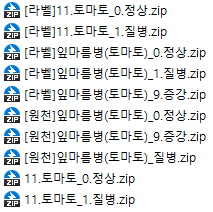 [라벨]11.토마토_0.정상.zip
[라벨]11.토마토_1.질병.zip
[라벨]잎마름병(토마토)_0.정상.zip
[라벨]잎마름병(토마토)_1.질병.zip
[라벨]잎마름병(토마토)_9.증강.zip
[원천]잎마름병(토마토)_0.정상.zip
[원천]잎마름병(토마토)_9.증강.zip
[원천]잎마름병(토마토)_질병.zip
11.토마토_0.정상.zip
11.토마토_1.질병.zip